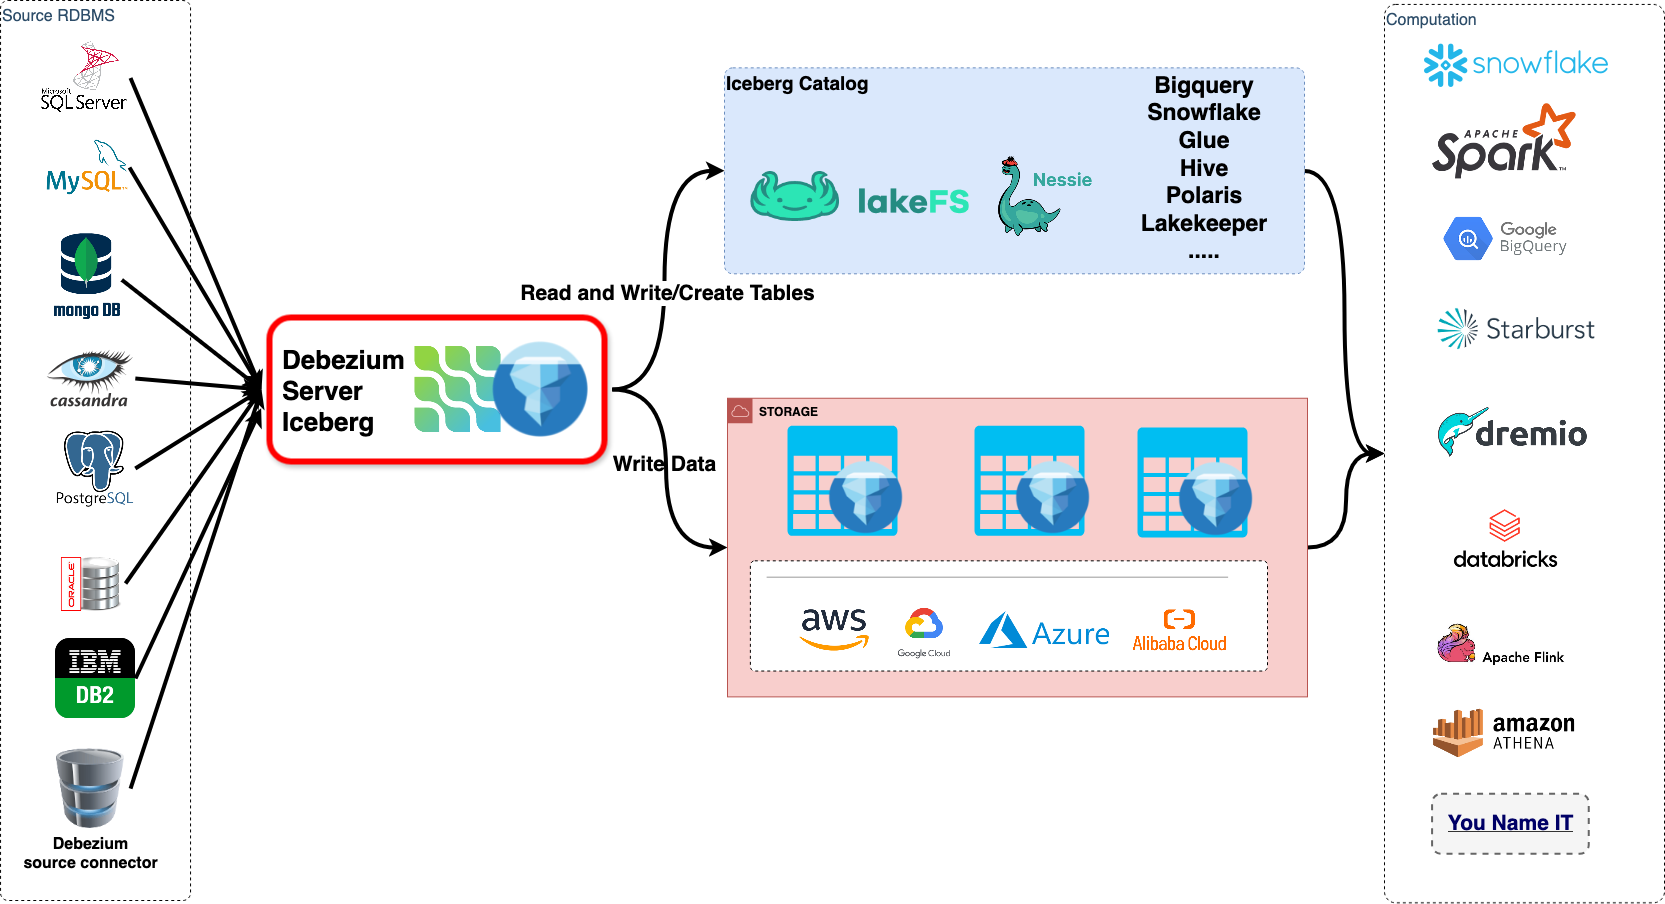 Source RDBMS
Microsoft
SQL Server
MySQL
mongo DB
cassandra
PostgreSQL
ORACLE
IBM
DB2
Debezium
source connector
Debezium
Server
Iceberg
Read and Write/Create Tables
Write Data
Iceberg Catalog
lakeFS
Nessie
Bigquery
Snowflake
Glue
Hive
Polaris
Lakekeeper
.....
STORAGE
aws
Google Cloud
Azure
Alibaba Cloud
Computation
snowflake
APACHE
Spark
Google
BigQuery
Starburst
dremio
databricks
Apache Flink
amazon
ATHENA
You Name IT